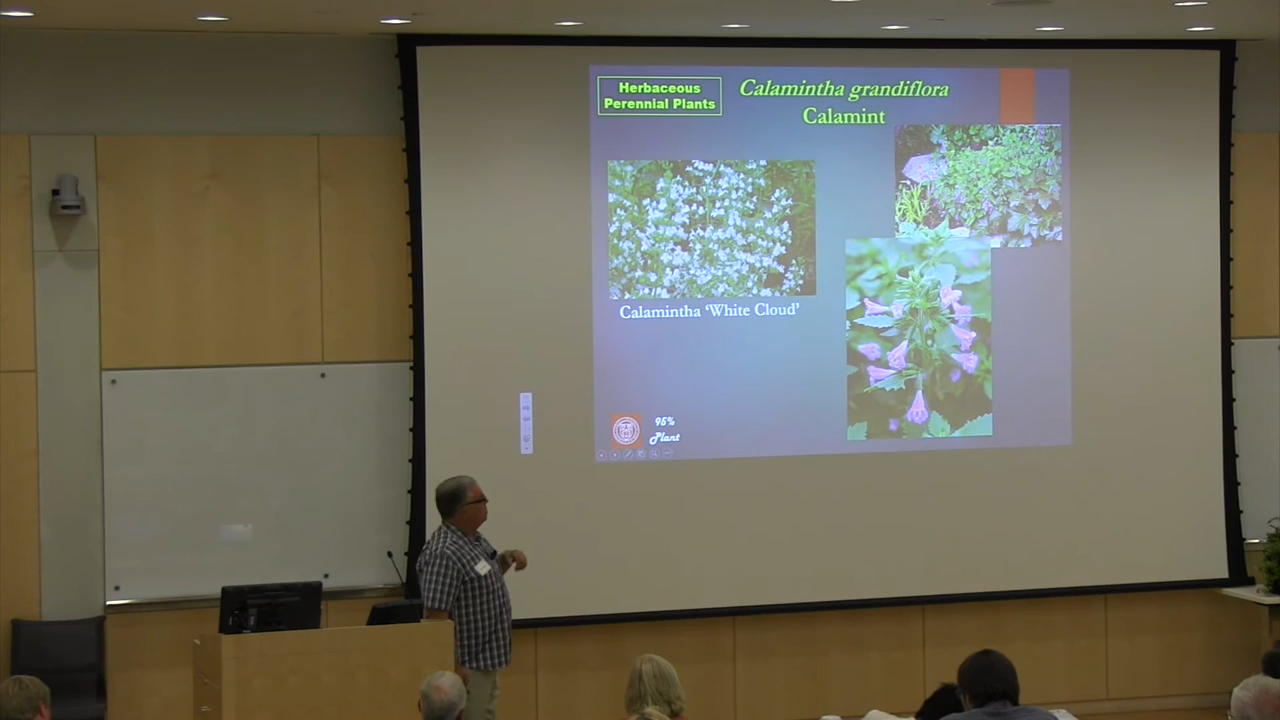 Herbaceous
Perennial Plants
Calamintha grandiflora
Calamint
Calamintha ‘White Cloud’
95%
Plant